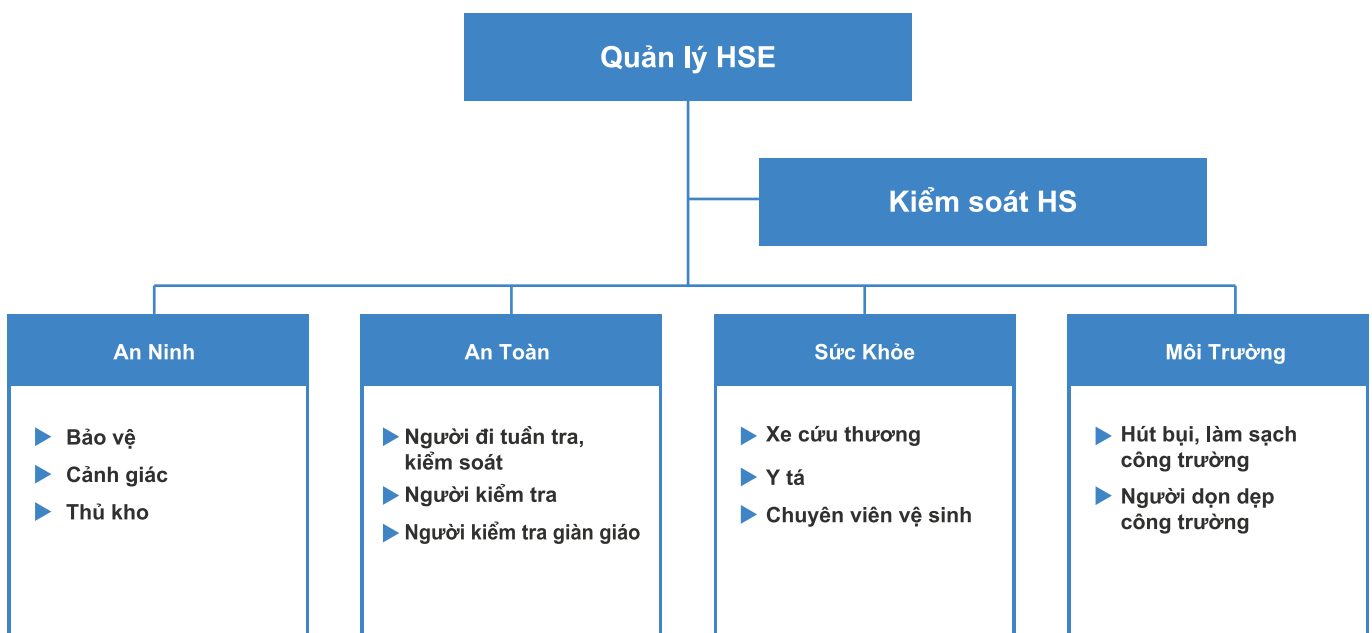 Quản lý HSE
Kiểm soát HS
An Ninh
Bảo vệ
Cảnh giác
Thủ kho
An Toàn
Người đi tuần tra,
kiểm soát
Người kiểm tra
Người kiểm tra giàn giáo
Sức Khỏe
Xe cứu thương
Y tá
Chuyên viên vệ sinh
Môi Trường
Hút bụi, làm sạch
công trường
Người dọn dẹp
công trường